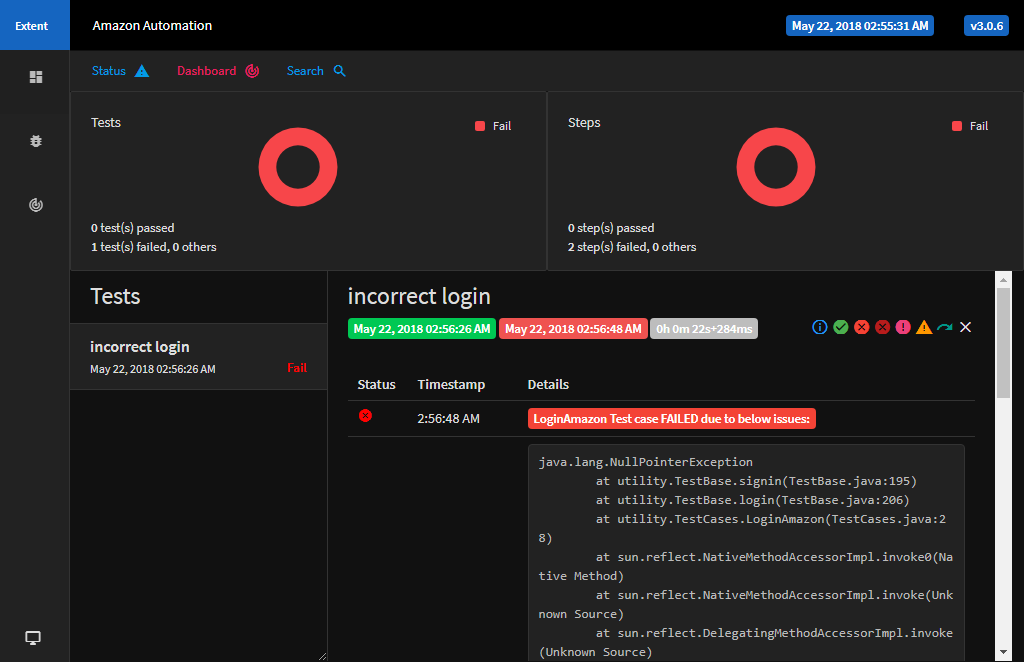 Extent
Amazon Automation
May 22, 2018 02:55:31 AM
v3.0.6
Status
Dashboard
Search
Tests
Fail
0 test(s) passed
1 test(s) failed, 0 others
Steps
Fail
0 step(s) passed
2 step(s) failed, 0 others
Tests
incorrect login
May 22, 2018 02:56:26 AM
Fail
incorrect login
May 22, 2018 02:56:26 AM May 22, 2018 02:56:48 AM 0h 0m 22s+284ms
Status Timestamp Details
2:56:48 AM LoginAmazon Test case FAILED due to below issues:
java.lang.NullPointerException
at utility.TestBase.signin(TestBase.java:195)
at utility.TestBase.login(TestBase.java:206)
at utility.TestCases.LoginAmazon(TestCases.java:2
8)
at sun.reflect.NativeMethodAccessorImpl.invoke0(Na
tive Method)
at sun.reflect.NativeMethodAccessorImpl.invoke(Unk
nown Source)
at sun.reflect.DelegatingMethodAccessorImpl.invoke
(Unknown Source)